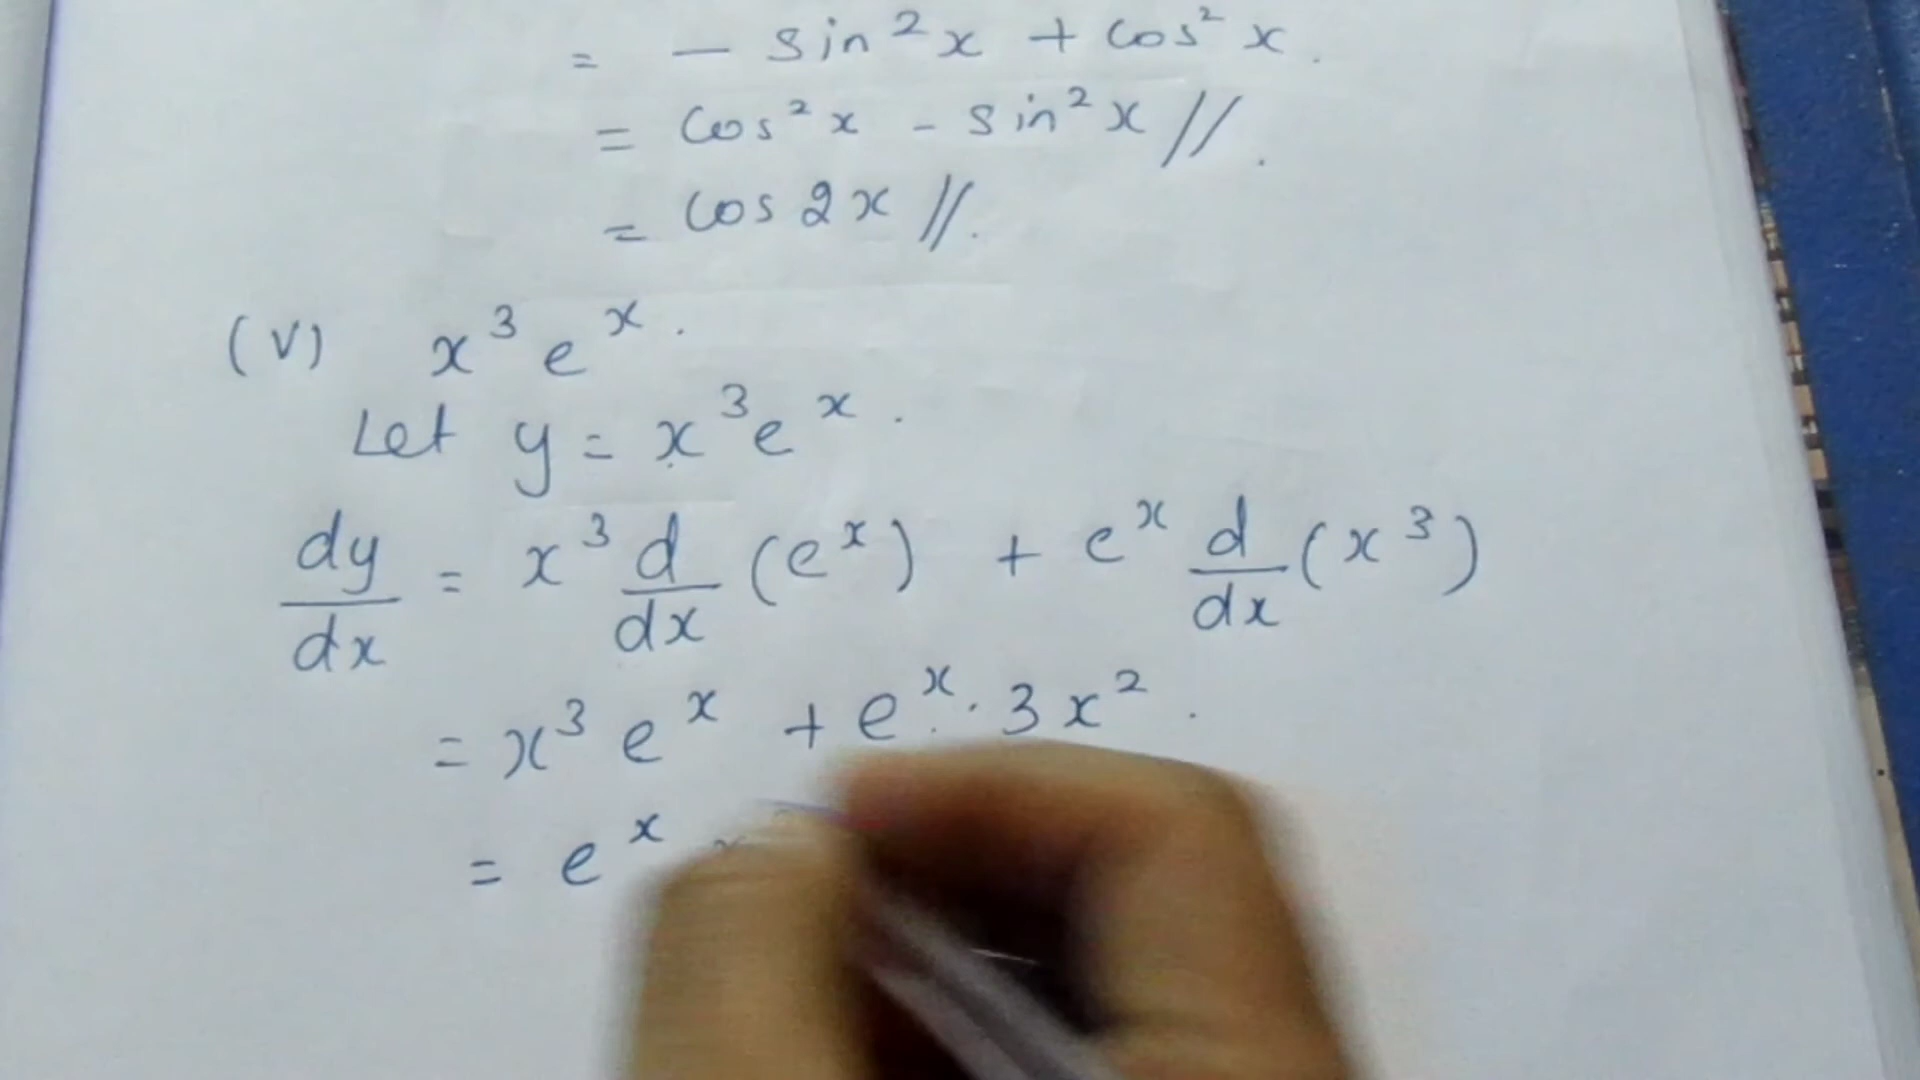 = - sin²x + cos²x.
= cos²x - sin²x //.
= cos 2x //.
(V) x³eˣ.
Let y = x³eˣ.
dy/dx = x³ d/dx (eˣ) + eˣ d/dx (x³)
= x³eˣ + eˣ. 3x².
= eˣ